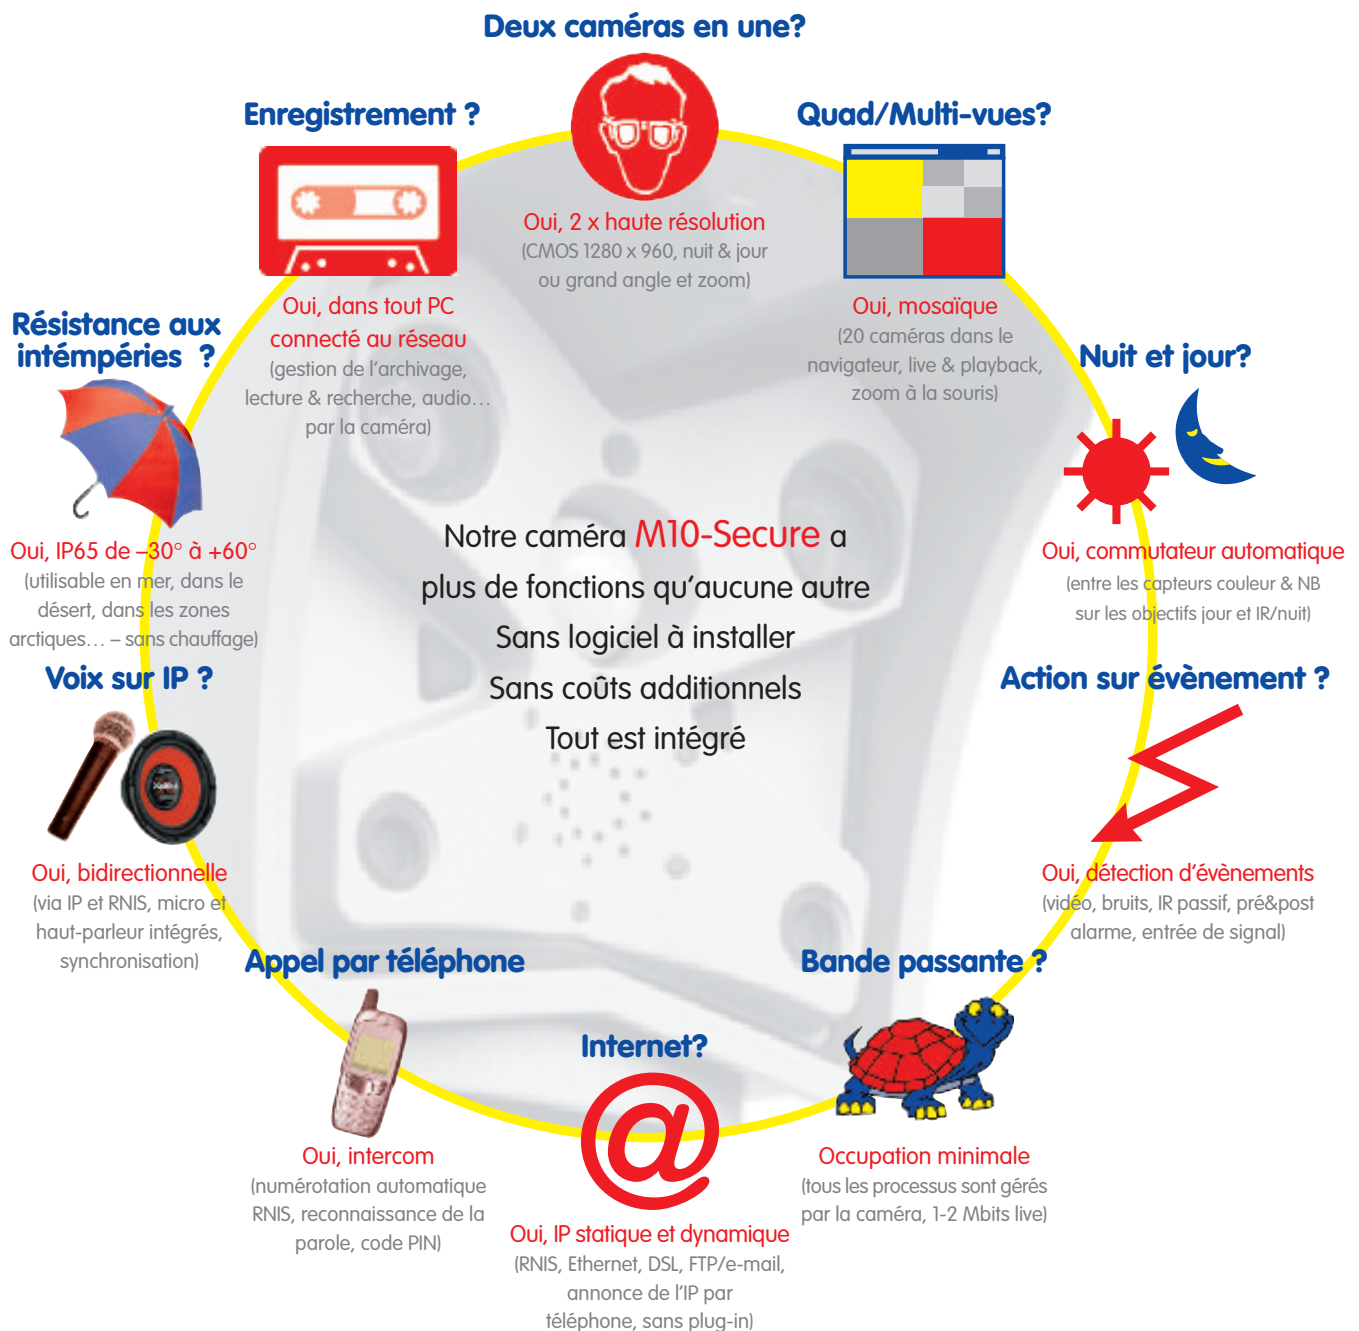 Deux caméras en une?
Oui, 2 x haute résolution
(CMOS 1280 x 960, nuit & jour
ou grand angle et zoom)
Enregistrement ?
Oui, dans tout PC
connecté au réseau
(gestion de l'archivage,
lecture & recherche, audio…
par la caméra)
Quad/Multi-vues?
Oui, mosaïque
(20 caméras dans le
navigateur, live & playback,
zoom à la souris)
Résistance aux
intémpéries ?
Oui, IP65 de –30° à +60°
(utilisable en mer, dans le
désert, dans les zones
arctiques… – sans chauffage)
Nuit et jour?
Oui, commutateur automatique
(entre les capteurs couleur & NB
sur les objectifs jour et IR/nuit)
Notre caméra M10-Secure a
plus de fonctions qu'aucune autre
Sans logiciel à installer
Sans coûts additionnels
Tout est intégré
Voix sur IP ?
Oui, bidirectionnelle
(via IP et RNIS, micro et
haut-parleur intégrés,
synchronisation)
Action sur évènement ?
Oui, détection d'évènements
(vidéo, bruits, IR passif, pré&post
alarme, entrée de signal)
Appel par téléphone
Oui, intercom
(numérotation automatique
RNIS, reconnaissance de la
parole, code PIN)
Internet?
Oui, IP statique et dynamique
(RNIS, Ethernet, DSL, FTP/e-mail,
annonce de l'IP par
téléphone, sans plug-in)
Bande passante ?
Occupation minimale
(tous les processus sont gérés
par la caméra, 1-2 Mbits live)